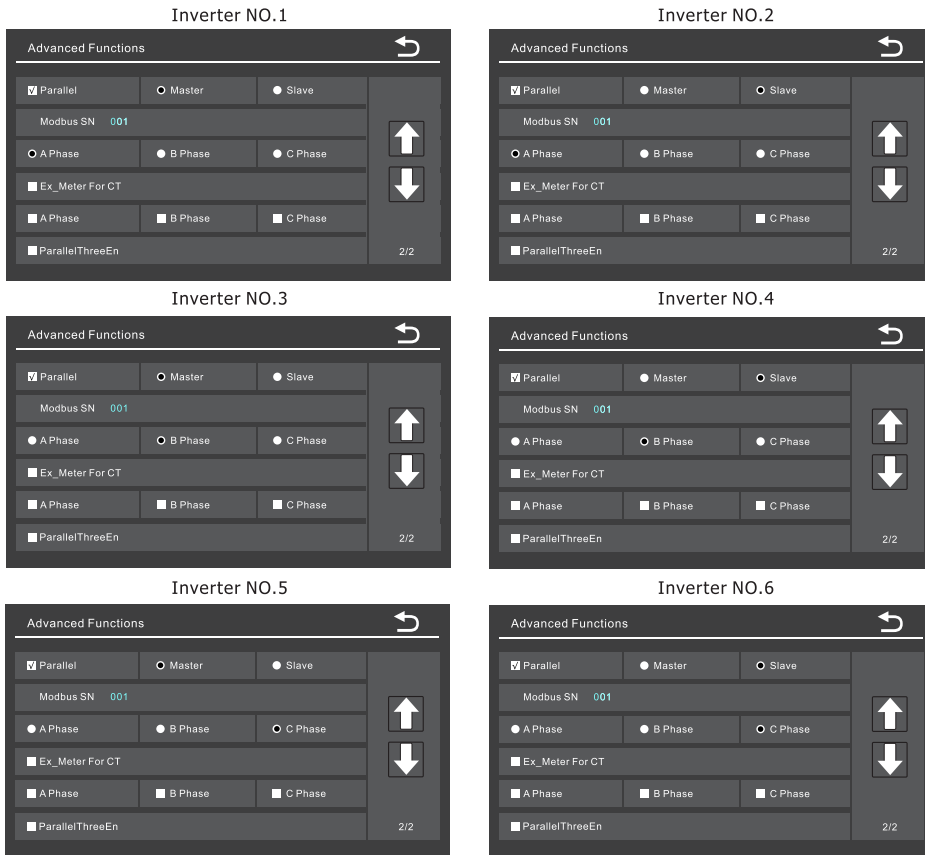 Inverter NO.1
Advanced Functions
Parallel Master Slave
Modbus SN 001
A Phase B Phase C Phase
Ex_Meter For CT
A Phase B Phase C Phase
ParallelThreeEn 2/2
Inverter NO.2
Advanced Functions
Parallel Master Slave
Modbus SN 001
A Phase B Phase C Phase
Ex_Meter For CT
A Phase B Phase C Phase
ParallelThreeEn 2/2
Inverter NO.3
Advanced Functions
Parallel Master Slave
Modbus SN 001
A Phase B Phase C Phase
Ex_Meter For CT
A Phase B Phase C Phase
ParallelThreeEn 2/2
Inverter NO.4
Advanced Functions
Parallel Master Slave
Modbus SN 001
A Phase B Phase C Phase
Ex_Meter For CT
A Phase B Phase C Phase
ParallelThreeEn 2/2
Inverter NO.5
Advanced Functions
Parallel Master Slave
Modbus SN 001
A Phase B Phase C Phase
Ex_Meter For CT
A Phase B Phase C Phase
ParallelThreeEn 2/2
Inverter NO.6
Advanced Functions
Parallel Master Slave
Modbus SN 001
A Phase B Phase C Phase
Ex_Meter For CT
A Phase B Phase C Phase
ParallelThreeEn 2/2